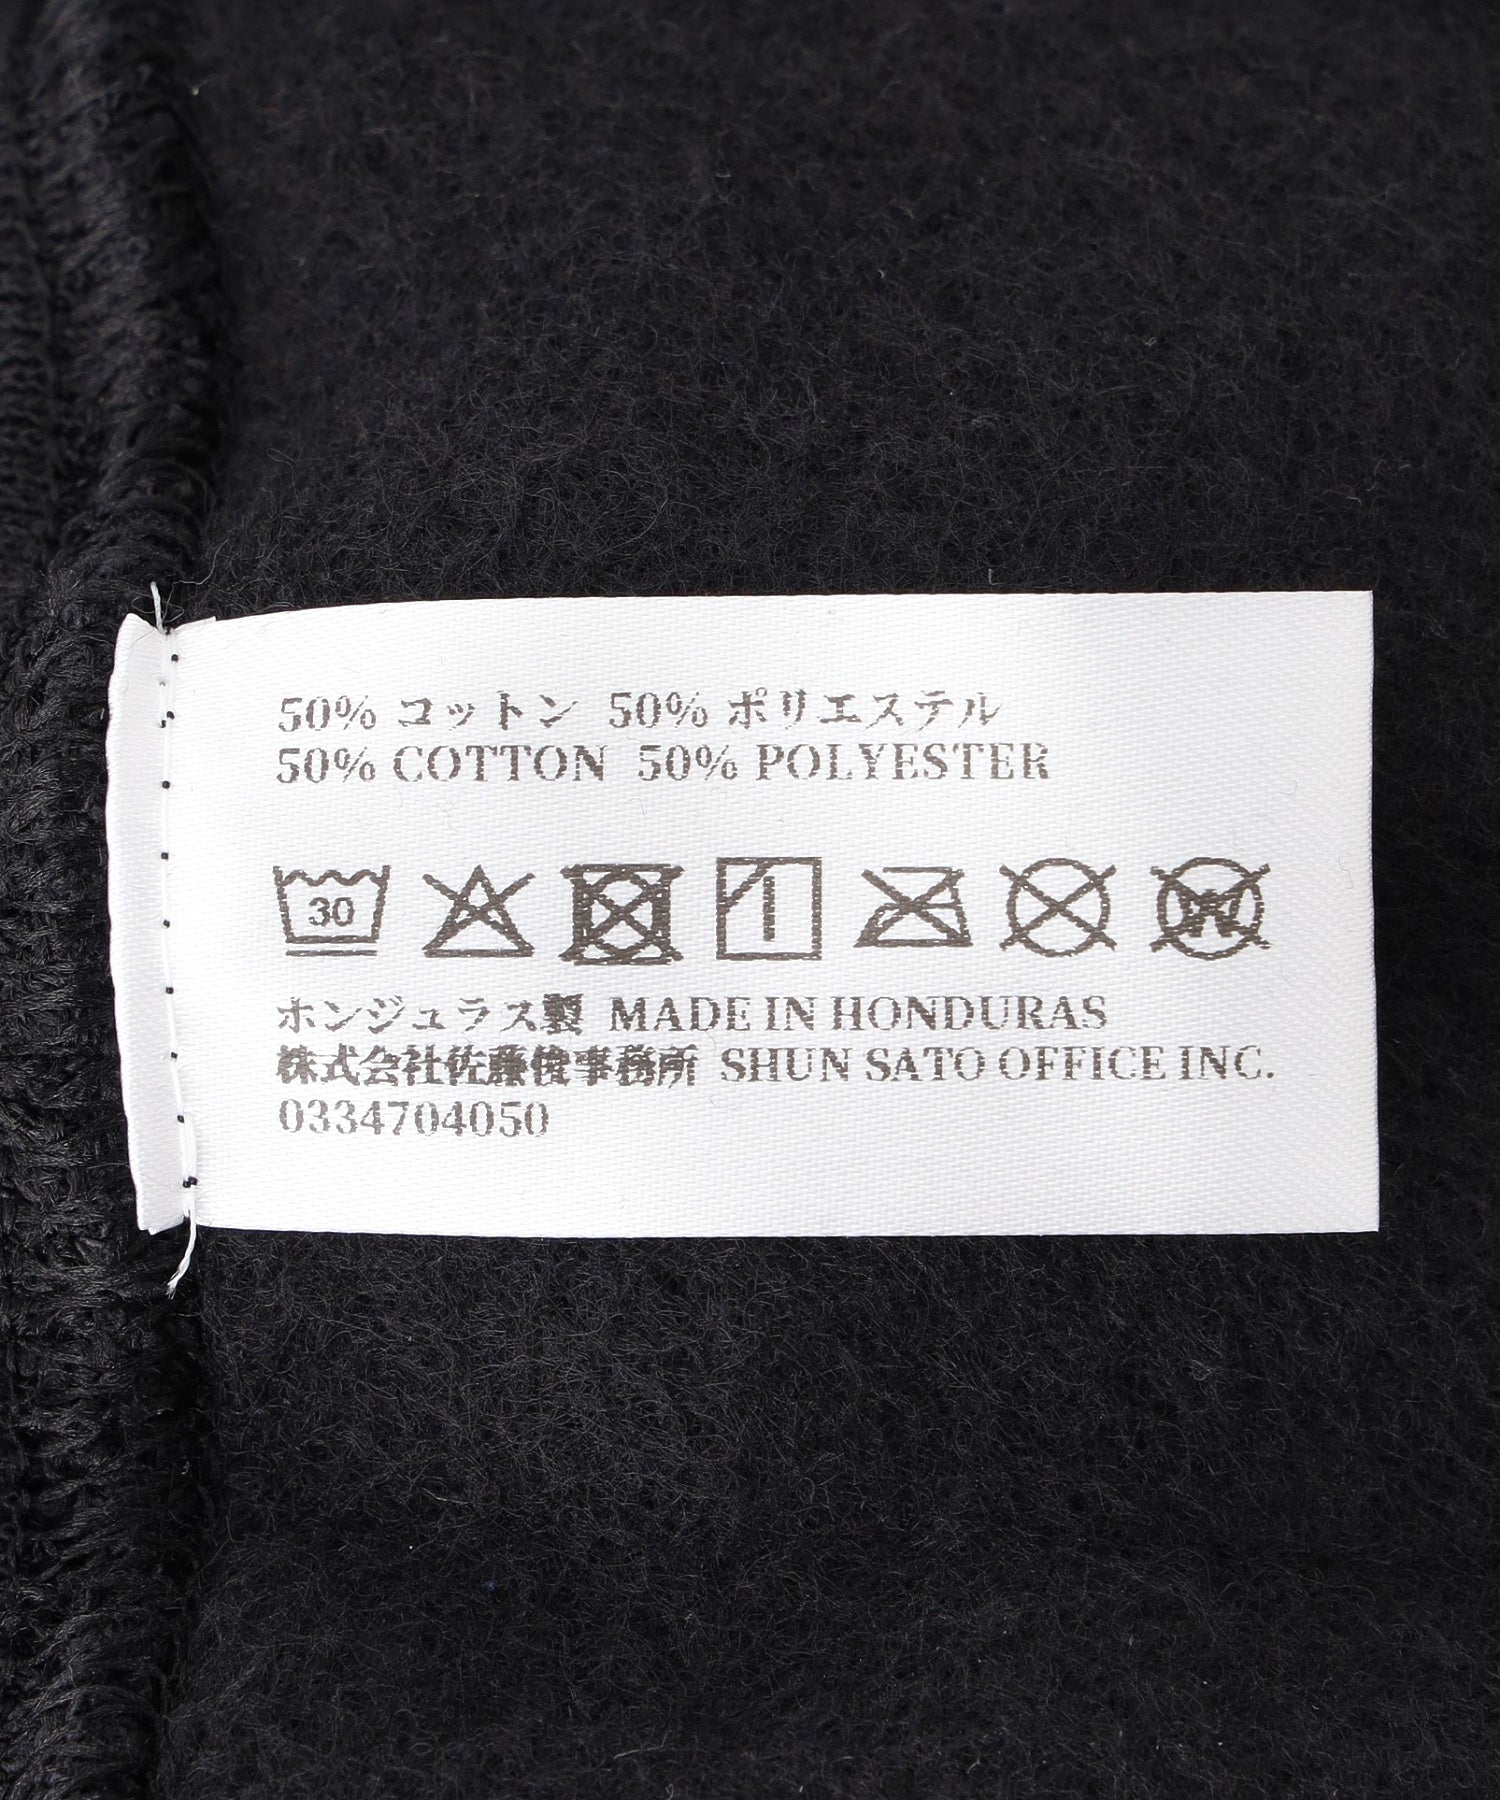 50% コットン 50% ポリエステル
50% COTTON 50% POLYESTER
30
W
ホンジュラス製 MADE IN HONDURAS
株式会社佐藤俊事務所 SHUN SATO OFFICE INC.
0334704050